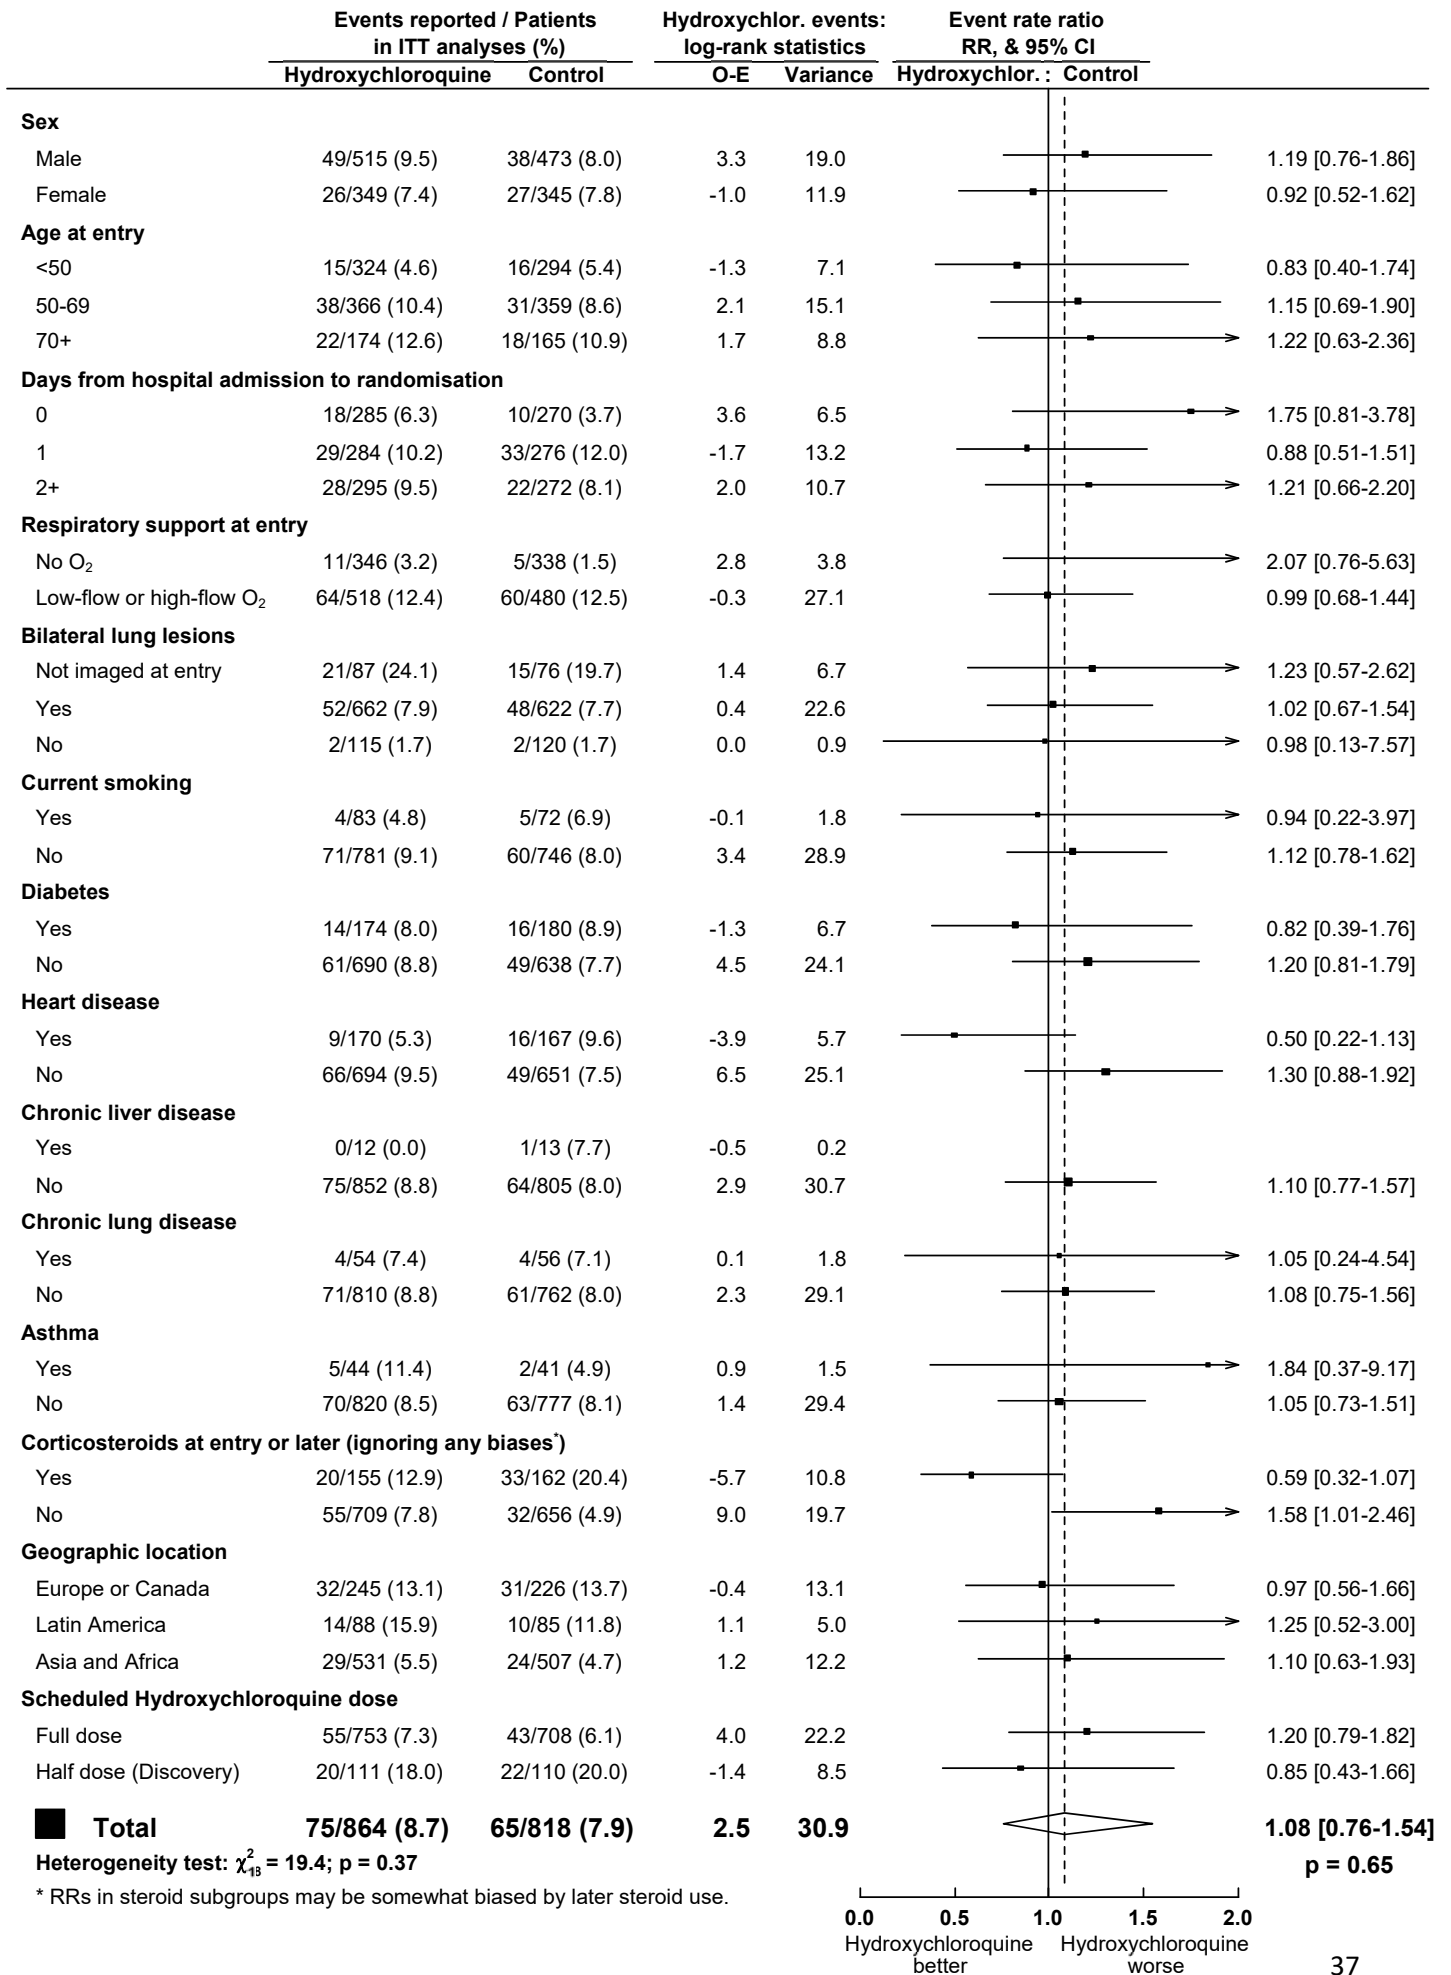 Events reported / Patients Hydroxychlor. events: Event rate ratio
in ITT analyses (%) log-rank statistics RR, & 95% CI
Hydroxychloroquine Control O-E Variance Hydroxychlor. : Control
Sex
Male 49/515 (9.5) 38/473 (8.0) 3.3 19.0 1.19 [0.76-1.86]
Female 26/349 (7.4) 27/345 (7.8) -1.0 11.9 0.92 [0.52-1.62]
Age at entry
<50 15/324 (4.6) 16/294 (5.4) -1.3 7.1 0.83 [0.40-1.74]
50-69 38/366 (10.4) 31/359 (8.6) 2.1 15.1 1.15 [0.69-1.90]
70+ 22/174 (12.6) 18/165 (10.9) 1.7 8.8 1.22 [0.63-2.36]
Days from hospital admission to randomisation
0 18/285 (6.3) 10/270 (3.7) 3.6 6.5 1.75 [0.81-3.78]
1 29/284 (10.2) 33/276 (12.0) -1.7 13.2 0.88 [0.51-1.51]
2+ 28/295 (9.5) 22/272 (8.1) 2.0 10.7 1.21 [0.66-2.20]
Respiratory support at entry
No O₂ 11/346 (3.2) 5/338 (1.5) 2.8 3.8 2.07 [0.76-5.63]
Low-flow or high-flow O₂ 64/518 (12.4) 60/480 (12.5) -0.3 27.1 0.99 [0.68-1.44]
Bilateral lung lesions
Not imaged at entry 21/87 (24.1) 15/76 (19.7) 1.4 6.7 1.23 [0.57-2.62]
Yes 52/662 (7.9) 48/622 (7.7) 0.4 22.6 1.02 [0.67-1.54]
No 2/115 (1.7) 2/120 (1.7) 0.0 0.9 0.98 [0.13-7.57]
Current smoking
Yes 4/83 (4.8) 5/72 (6.9) -0.1 1.8 0.94 [0.22-3.97]
No 71/781 (9.1) 60/746 (8.0) 3.4 28.9 1.12 [0.78-1.62]
Diabetes
Yes 14/174 (8.0) 16/180 (8.9) -1.3 6.7 0.82 [0.39-1.76]
No 61/690 (8.8) 49/638 (7.7) 4.5 24.1 1.20 [0.81-1.79]
Heart disease
Yes 9/170 (5.3) 16/167 (9.6) -3.9 5.7 0.50 [0.22-1.13]
No 66/694 (9.5) 49/651 (7.5) 6.5 25.1 1.30 [0.88-1.92]
Chronic liver disease
Yes 0/12 (0.0) 1/13 (7.7) -0.5 0.2
No 75/852 (8.8) 64/805 (8.0) 2.9 30.7 1.10 [0.77-1.57]
Chronic lung disease
Yes 4/54 (7.4) 4/56 (7.1) 0.1 1.8 1.05 [0.24-4.54]
No 71/810 (8.8) 61/762 (8.0) 2.3 29.1 1.08 [0.75-1.56]
Asthma
Yes 5/44 (11.4) 2/41 (4.9) 0.9 1.5 1.84 [0.37-9.17]
No 70/820 (8.5) 63/777 (8.1) 1.4 29.4 1.05 [0.73-1.51]
Corticosteroids at entry or later (ignoring any biases*)
Yes 20/155 (12.9) 33/162 (20.4) -5.7 10.8 0.59 [0.32-1.07]
No 55/709 (7.8) 32/656 (4.9) 9.0 19.7 1.58 [1.01-2.46]
Geographic location
Europe or Canada 32/245 (13.1) 31/226 (13.7) -0.4 13.1 0.97 [0.56-1.66]
Latin America 14/88 (15.9) 10/85 (11.8) 1.1 5.0 1.25 [0.52-3.00]
Asia and Africa 29/531 (5.5) 24/507 (4.7) 1.2 12.2 1.10 [0.63-1.93]
Scheduled Hydroxychloroquine dose
Full dose 55/753 (7.3) 43/708 (6.1) 4.0 22.2 1.20 [0.79-1.82]
Half dose (Discovery) 20/111 (18.0) 22/110 (20.0) -1.4 8.5 0.85 [0.43-1.66]
Total 75/864 (8.7) 65/818 (7.9) 2.5 30.9 1.08 [0.76-1.54]
Heterogeneity test: χ²₁₈ = 19.4; p = 0.37 p = 0.65
* RRs in steroid subgroups may be somewhat biased by later steroid use.
0.0 0.5 1.0 1.5 2.0
Hydroxychloroquine Hydroxychloroquine
better worse
37